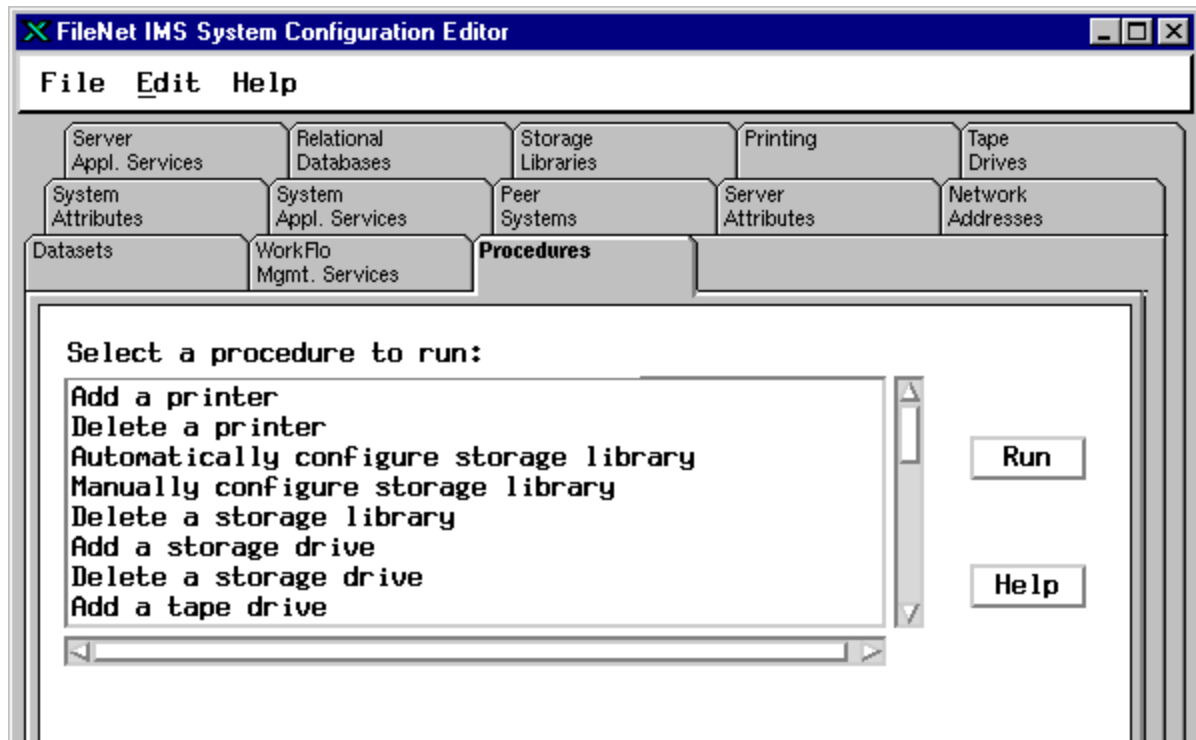 FileNet IMS System Configuration Editor
File Edit Help
Server
Appl. Services
Relational
Databases
Storage
Libraries
Printing
Tape
Drives
System
Attributes
System
Appl. Services
Peer
Systems
Server
Attributes
Network
Addresses
Datasets
WorkFlo
Mgmt. Services
Procedures
Select a procedure to run:
Add a printer
Delete a printer
Automatically configure storage library
Manually configure storage library
Delete a storage library
Add a storage drive
Delete a storage drive
Add a tape drive
Run
Help